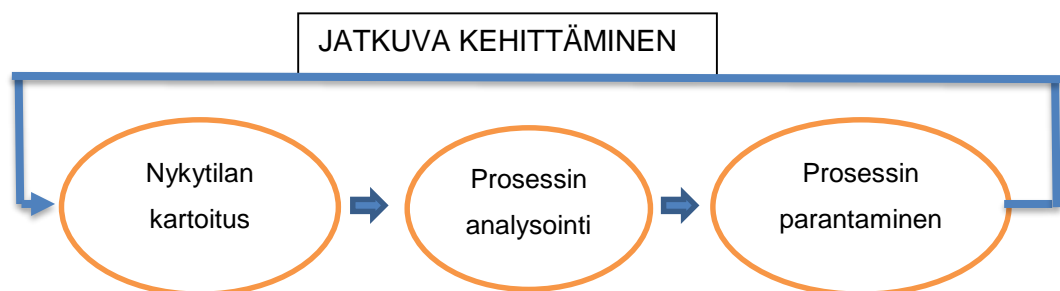 JATKUVA KEHITTÄMINEN
Nykytilan
kartoitus
Prosessin
analysointi
Prosessin
parantaminen